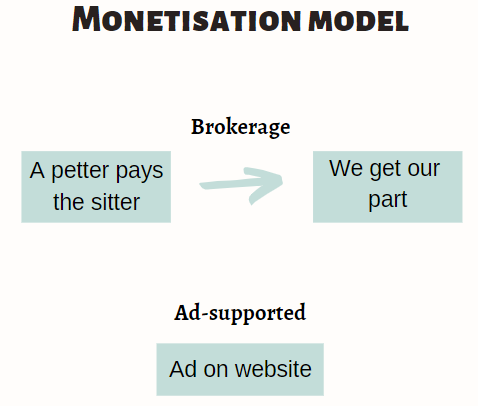 Monetisation model
Brokerage
A petter pays
the sitter
We get our
part
Ad-supported
Ad on website